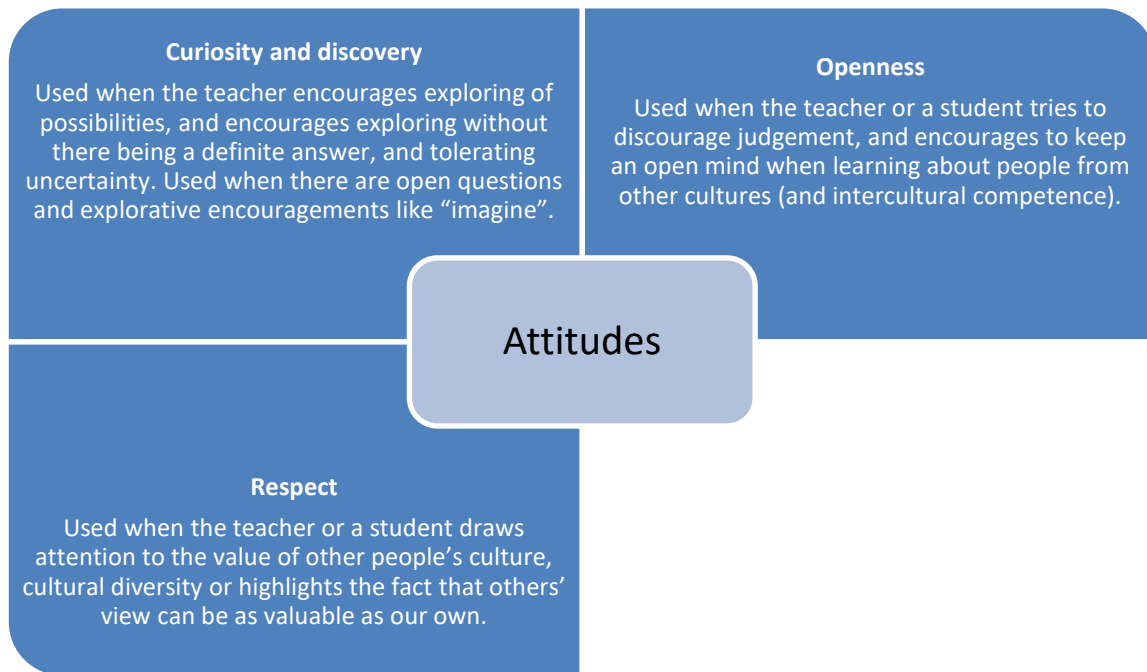 Curiosity and discovery
Used when the teacher encourages exploring of
possibilities, and encourages exploring without
there being a definite answer, and tolerating
uncertainty. Used when there are open questions
and explorative encouragements like “imagine”.
Openness
Used when the teacher or a student tries to
discourage judgement, and encourages to keep
an open mind when learning about people from
other cultures (and intercultural competence).
Attitudes
Respect
Used when the teacher or a student draws
attention to the value of other people’s culture,
cultural diversity or highlights the fact that others’
view can be as valuable as our own.